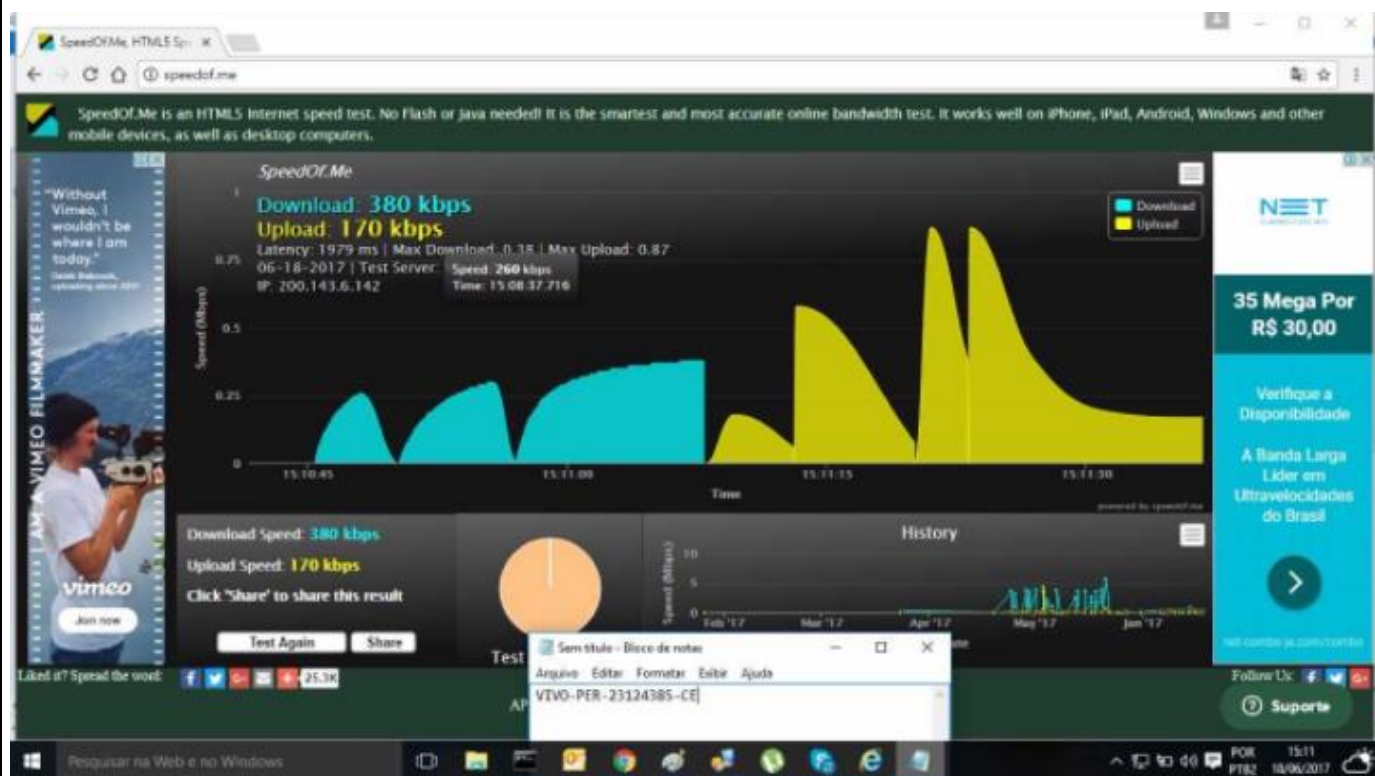 SpeedOf.Me, HTML5 Sp
speedof.me
SpeedOf.Me is an HTML5 Internet speed test. No Flash or Java needed! It is the smartest and most accurate online bandwidth test. It works well on iPhone, iPad, Android, Windows and other
mobile devices, as well as desktop computers.
"Without
Vimeo, I
wouldn't be
where I am
today."
I AM A VIMEO FILMMAKER
vimeo
Join now
SpeedOf.Me
Download: 380 kbps
Upload: 170 kbps
Latency: 1979 ms | Max Download: 0.38 | Max Upload: 0.87
06-18-2017 | Test Server:
IP: 200.143.6.142
Speed: 260 kbps
Time: 15:08:37.716
Download
Upload
Speed (Mbps)
1
0.75
0.5
0.25
0
15:10:45
15:11:00
15:11:15
15:11:30
Time
powered by speedof.me
Download Speed: 380 kbps
Upload Speed: 170 kbps
Click 'Share' to share this result
Test Again
Share
Test
History
Speed (Mbps)
10
5
0
Feb '17
Mar '17
Apr '17
May '17
Jun '17
NET
35 Mega Por
R$ 30,00
Verifique a
Disponibilidade
A Banda Larga
Líder em
Ultravelocidades
do Brasil
Liked it? Spread the word:
25.3K
AP
Follow Us:
Suporte
Sem título - Bloco de notas
Arquivo Editar Formatar Exibir Ajuda
VIVO-PER-23124385-CE
Pesquisar na Web e no Windows
POR
PTB2
15:11
18/06/2017